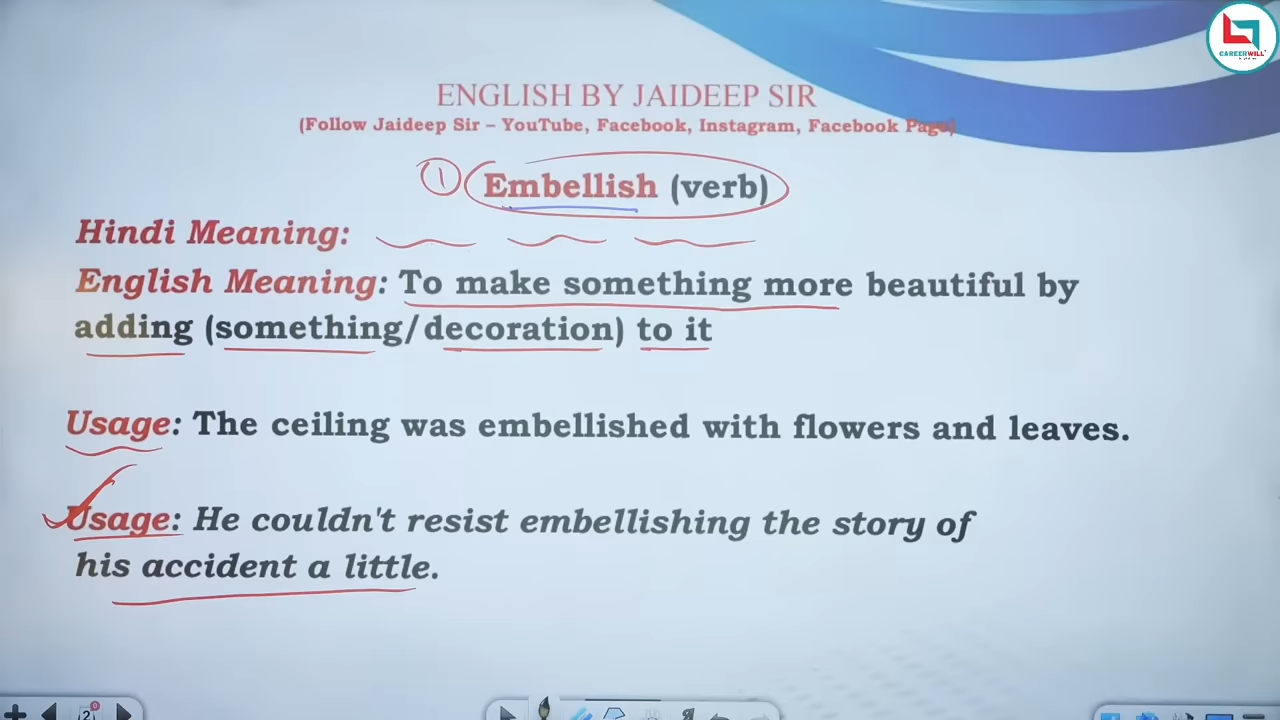 CAREERWILL
ENGLISH BY JAIDEEP SIR
(Follow Jaideep Sir – YouTube, Facebook, Instagram, Facebook Page)
1 Embellish (verb)
Hindi Meaning:
English Meaning: To make something more beautiful by
adding (something/decoration) to it
Usage: The ceiling was embellished with flowers and leaves.
Usage: He couldn't resist embellishing the story of
his accident a little.
2